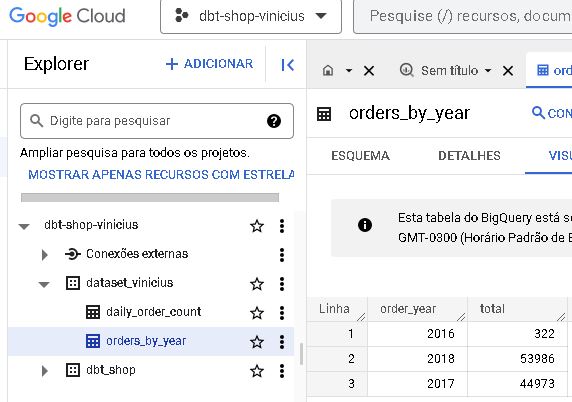 Google Cloud
dbt-shop-vinicius
Pesquise (/) recursos, docum
Explorer
+ ADICIONAR
Digite para pesquisar
Ampliar pesquisa para todos os projetos.
MOSTRAR APENAS RECURSOS COM ESTRELA
dbt-shop-vinicius
Conexões externas
dataset_vinicius
daily_order_count
orders_by_year
dbt_shop
Sem título
ord
orders_by_year
CON
ESQUEMA DETALHES VISU
Esta tabela do BigQuery está s
GMT-0300 (Horário Padrão de B
Linha order_year total
1 2016 322
2 2018 53986
3 2017 44973